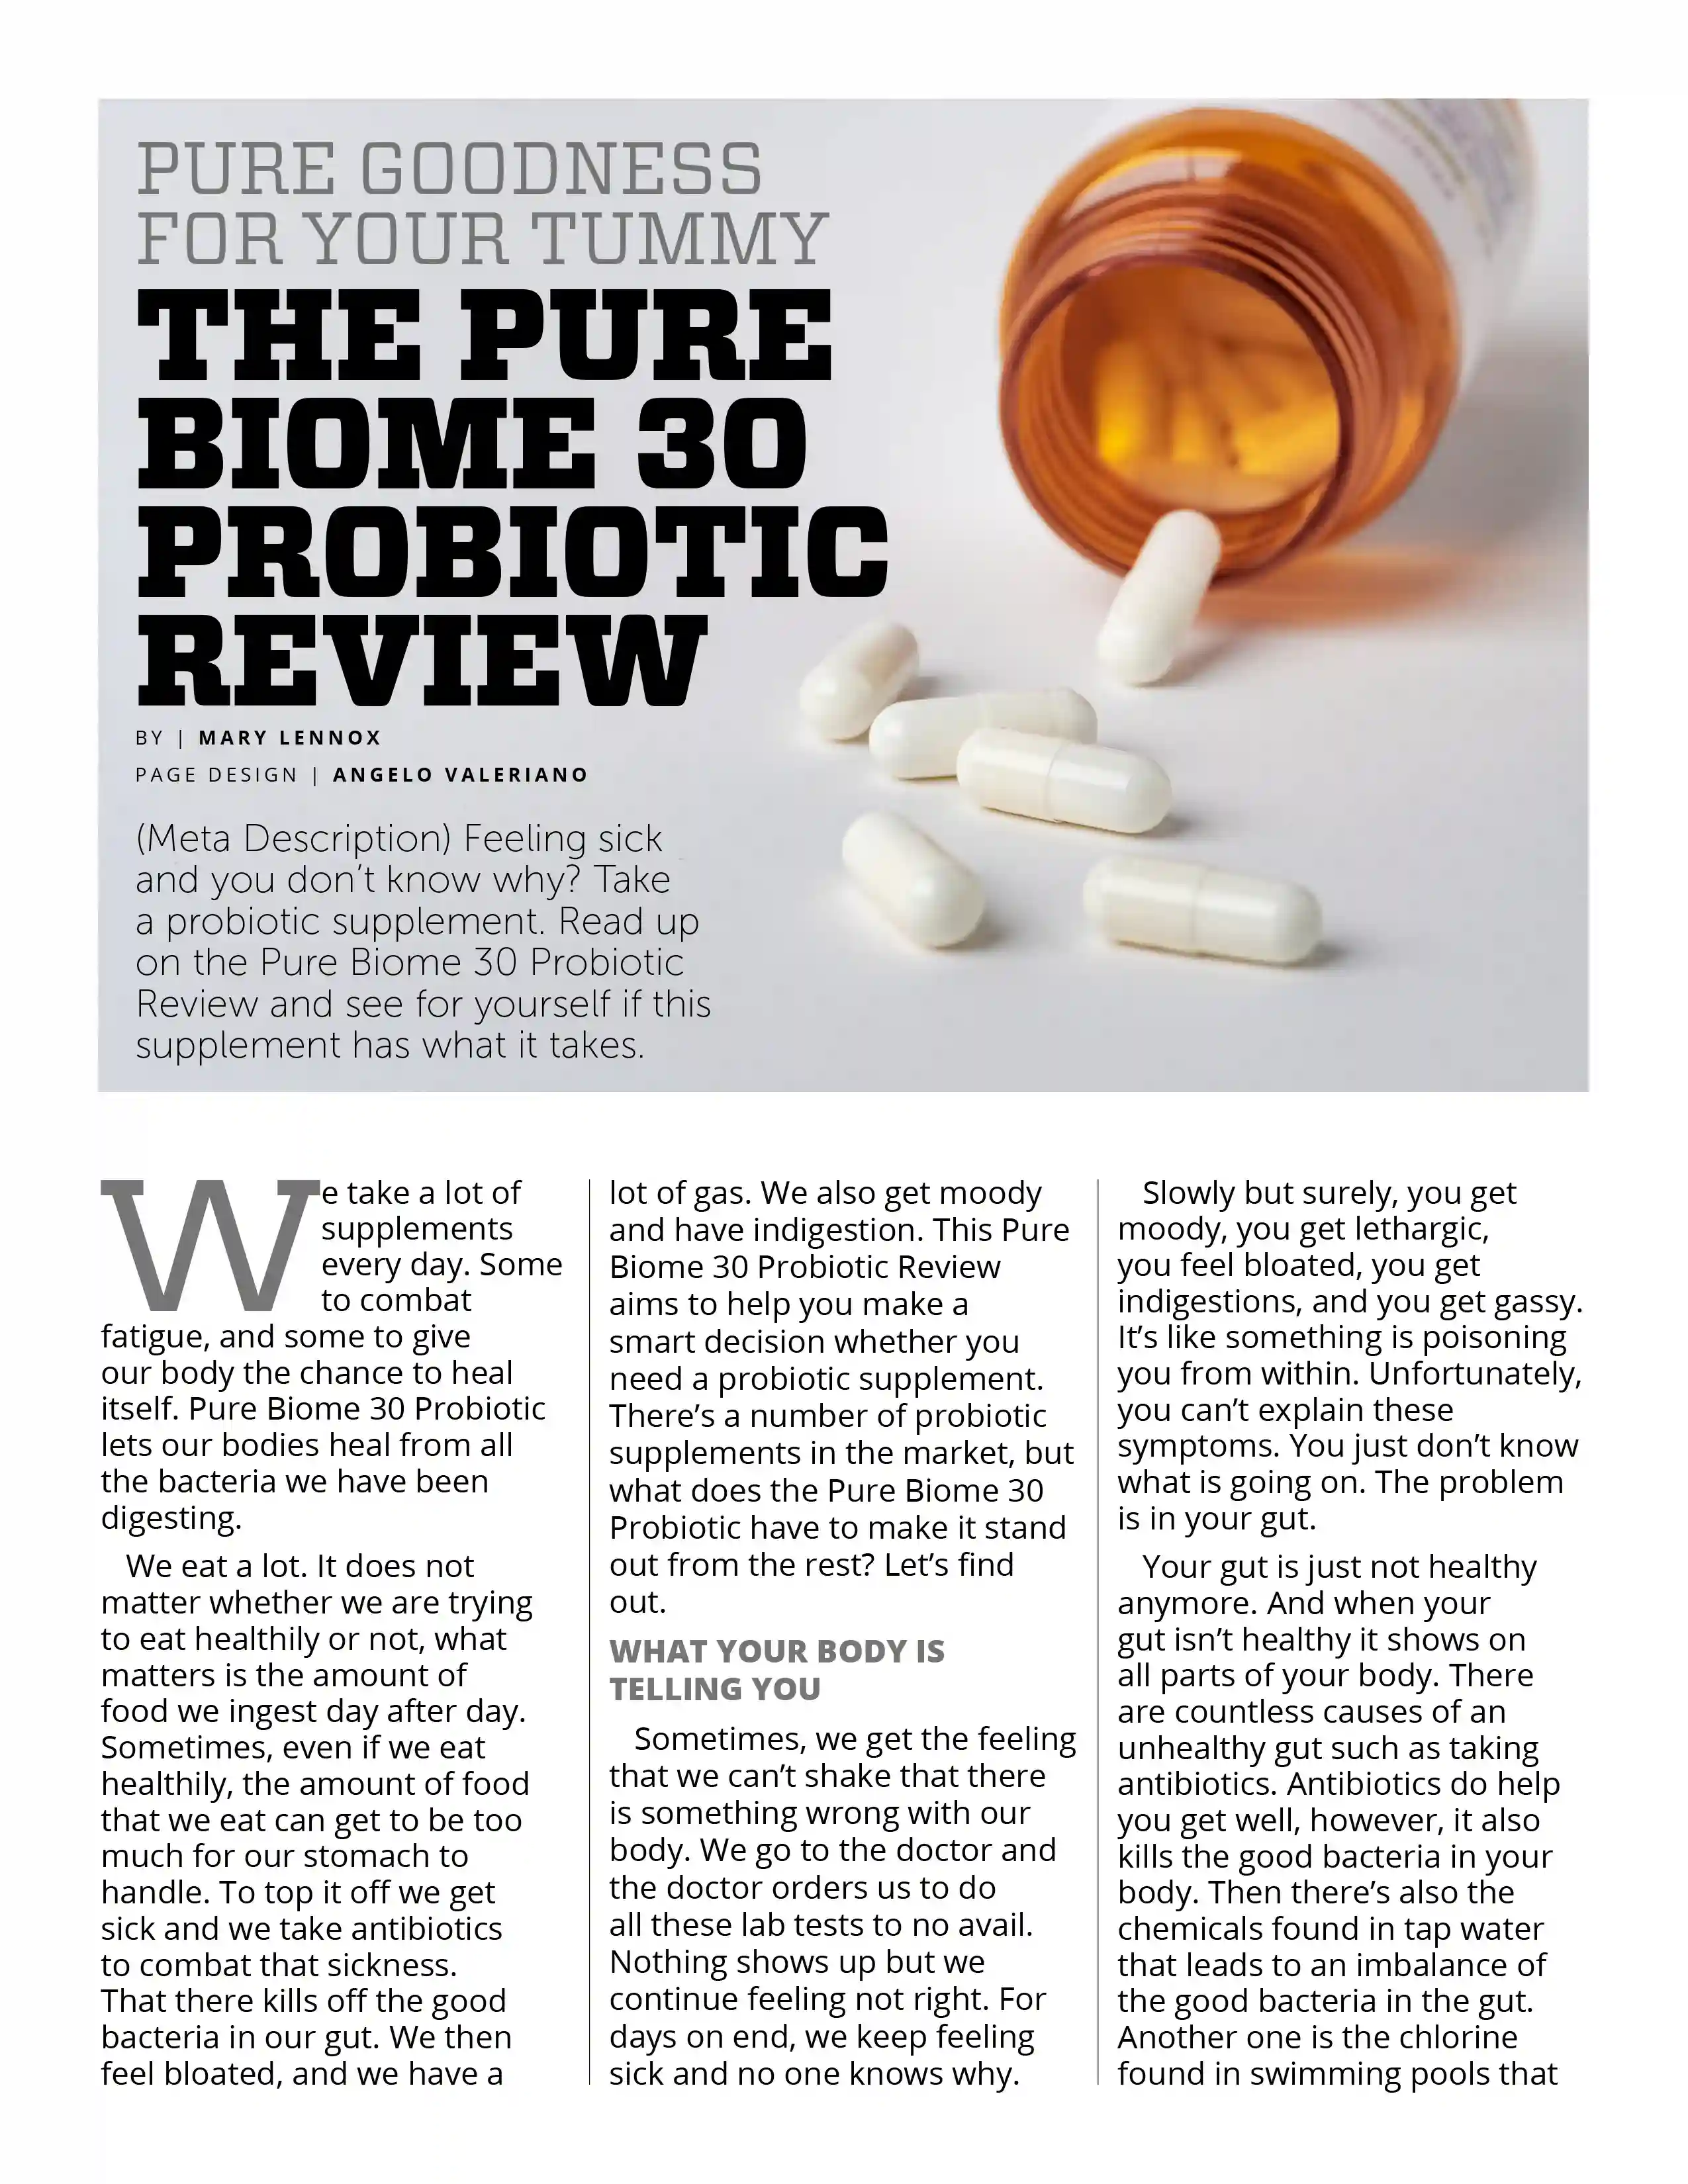 PURE GOODNESS
FOR YOUR TUMMY
THE PURE
BIOME 30
PROBIOTIC
REVIEW
BY | MARY LENNOX
PAGE DESIGN | ANGELO VALERIANO
(Meta Description) Feeling sick
and you don't know why? Take
a probiotic supplement. Read up
on the Pure Biome 30 Probiotic
Review and see for yourself if this
supplement has what it takes.
We take a lot of
supplements
every day. Some
to combat
fatigue, and some to give
our body the chance to heal
itself. Pure Biome 30 Probiotic
lets our bodies heal from all
the bacteria we have been
digesting.
We eat a lot. It does not
matter whether we are trying
to eat healthily or not, what
matters is the amount of
food we ingest day after day.
Sometimes, even if we eat
healthily, the amount of food
that we eat can get to be too
much for our stomach to
handle. To top it off we get
sick and we take antibiotics
to combat that sickness.
That there kills off the good
bacteria in our gut. We then
feel bloated, and we have a
lot of gas. We also get moody
and have indigestion. This Pure
Biome 30 Probiotic Review
aims to help you make a
smart decision whether you
need a probiotic supplement.
There's a number of probiotic
supplements in the market, but
what does the Pure Biome 30
Probiotic have to make it stand
out from the rest? Let's find
out.
WHAT YOUR BODY IS
TELLING YOU
Sometimes, we get the feeling
that we can't shake that there
is something wrong with our
body. We go to the doctor and
the doctor orders us to do
all these lab tests to no avail.
Nothing shows up but we
continue feeling not right. For
days on end, we keep feeling
sick and no one knows why.
Slowly but surely, you get
moody, you get lethargic,
you feel bloated, you get
indigestions, and you get gassy.
It's like something is poisoning
you from within. Unfortunately,
you can't explain these
symptoms. You just don't know
what is going on. The problem
is in your gut.
Your gut is just not healthy
anymore. And when your
gut isn't healthy it shows on
all parts of your body. There
are countless causes of an
unhealthy gut such as taking
antibiotics. Antibiotics do help
you get well, however, it also
kills the good bacteria in your
body. Then there's also the
chemicals found in tap water
that leads to an imbalance of
the good bacteria in the gut.
Another one is the chlorine
found in swimming pools that